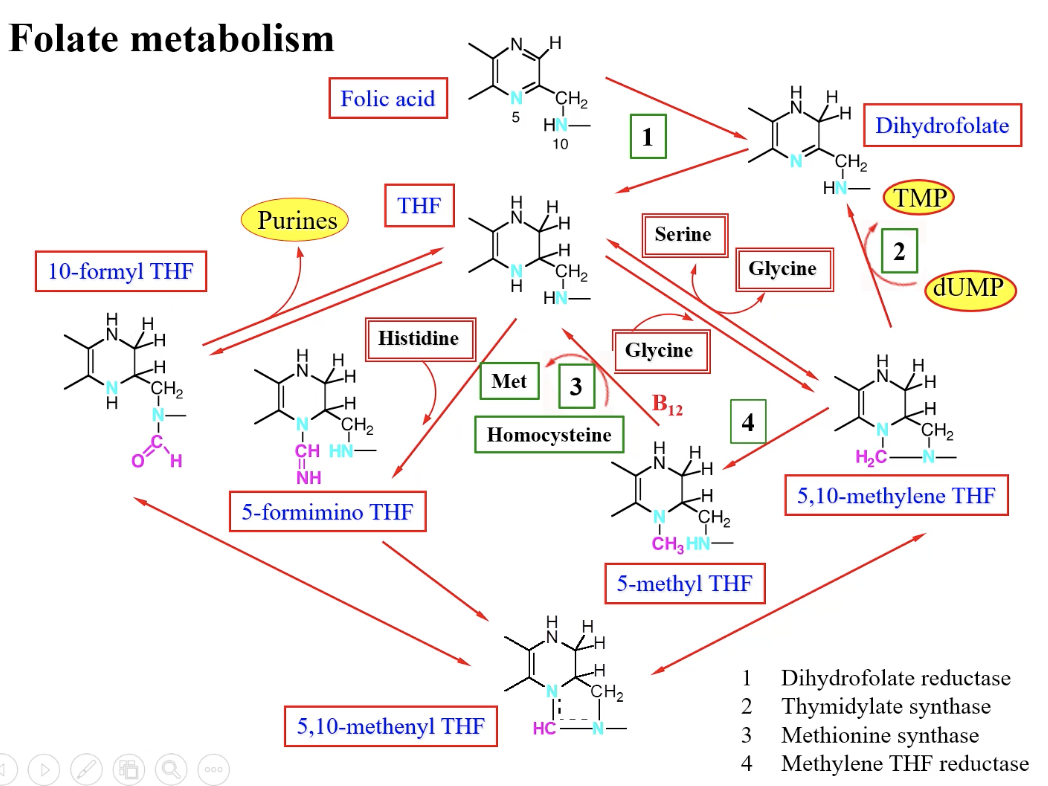 Folate metabolism
Folic acid
N
H
N
CH2
5
HN
10
1
H
N
H
H
N
CH2
HN
Dihydrofolate
TMP
2
dUMP
THF
H
N
H
H
H
N
H
CH2
HN
Purines
10-formyl THF
H
N
H
H
H
N
H
CH2
N
C
O
H
Serine
Glycine
Glycine
Histidine
H
N
H
H
H
N
CH2
CH
HN
NH
5-formimino THF
Met
3
Homocysteine
B12
4
H
N
H
H
H
N
CH2
H2C
N
5,10-methylene THF
H
N
H
H
H
N
CH2
CH3
HN
5-methyl THF
H
N
H
H
H
N
CH2
HC
N
5,10-methenyl THF
1 Dihydrofolate reductase
2 Thymidylate synthase
3 Methionine synthase
4 Methylene THF reductase